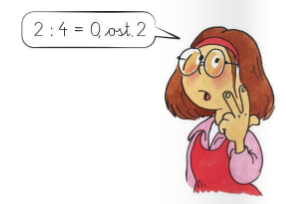 2 : 4 = 0, ost. 2